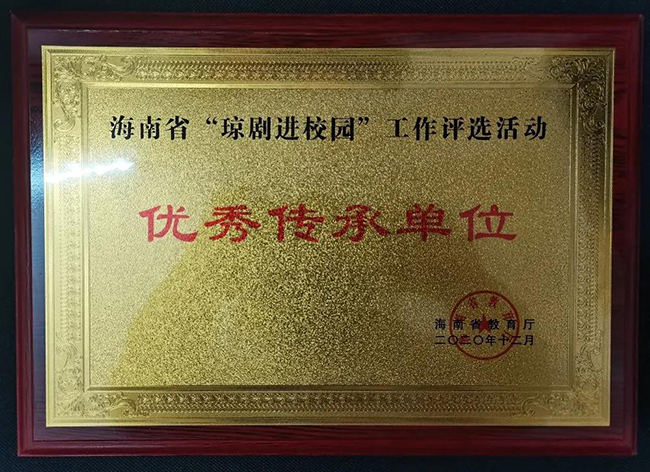 海南省“琼剧进校园”工作评选活动
优秀传承单位
海南省教育厅
二〇二〇年十二月